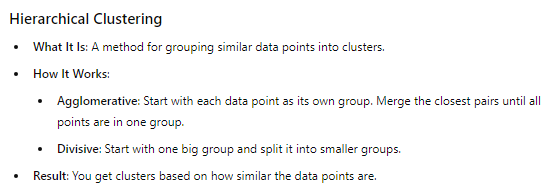 Hierarchical Clustering
• What It Is: A method for grouping similar data points into clusters.
• How It Works:
• Agglomerative: Start with each data point as its own group. Merge the closest pairs until all
points are in one group.
• Divisive: Start with one big group and split it into smaller groups.
• Result: You get clusters based on how similar the data points are.